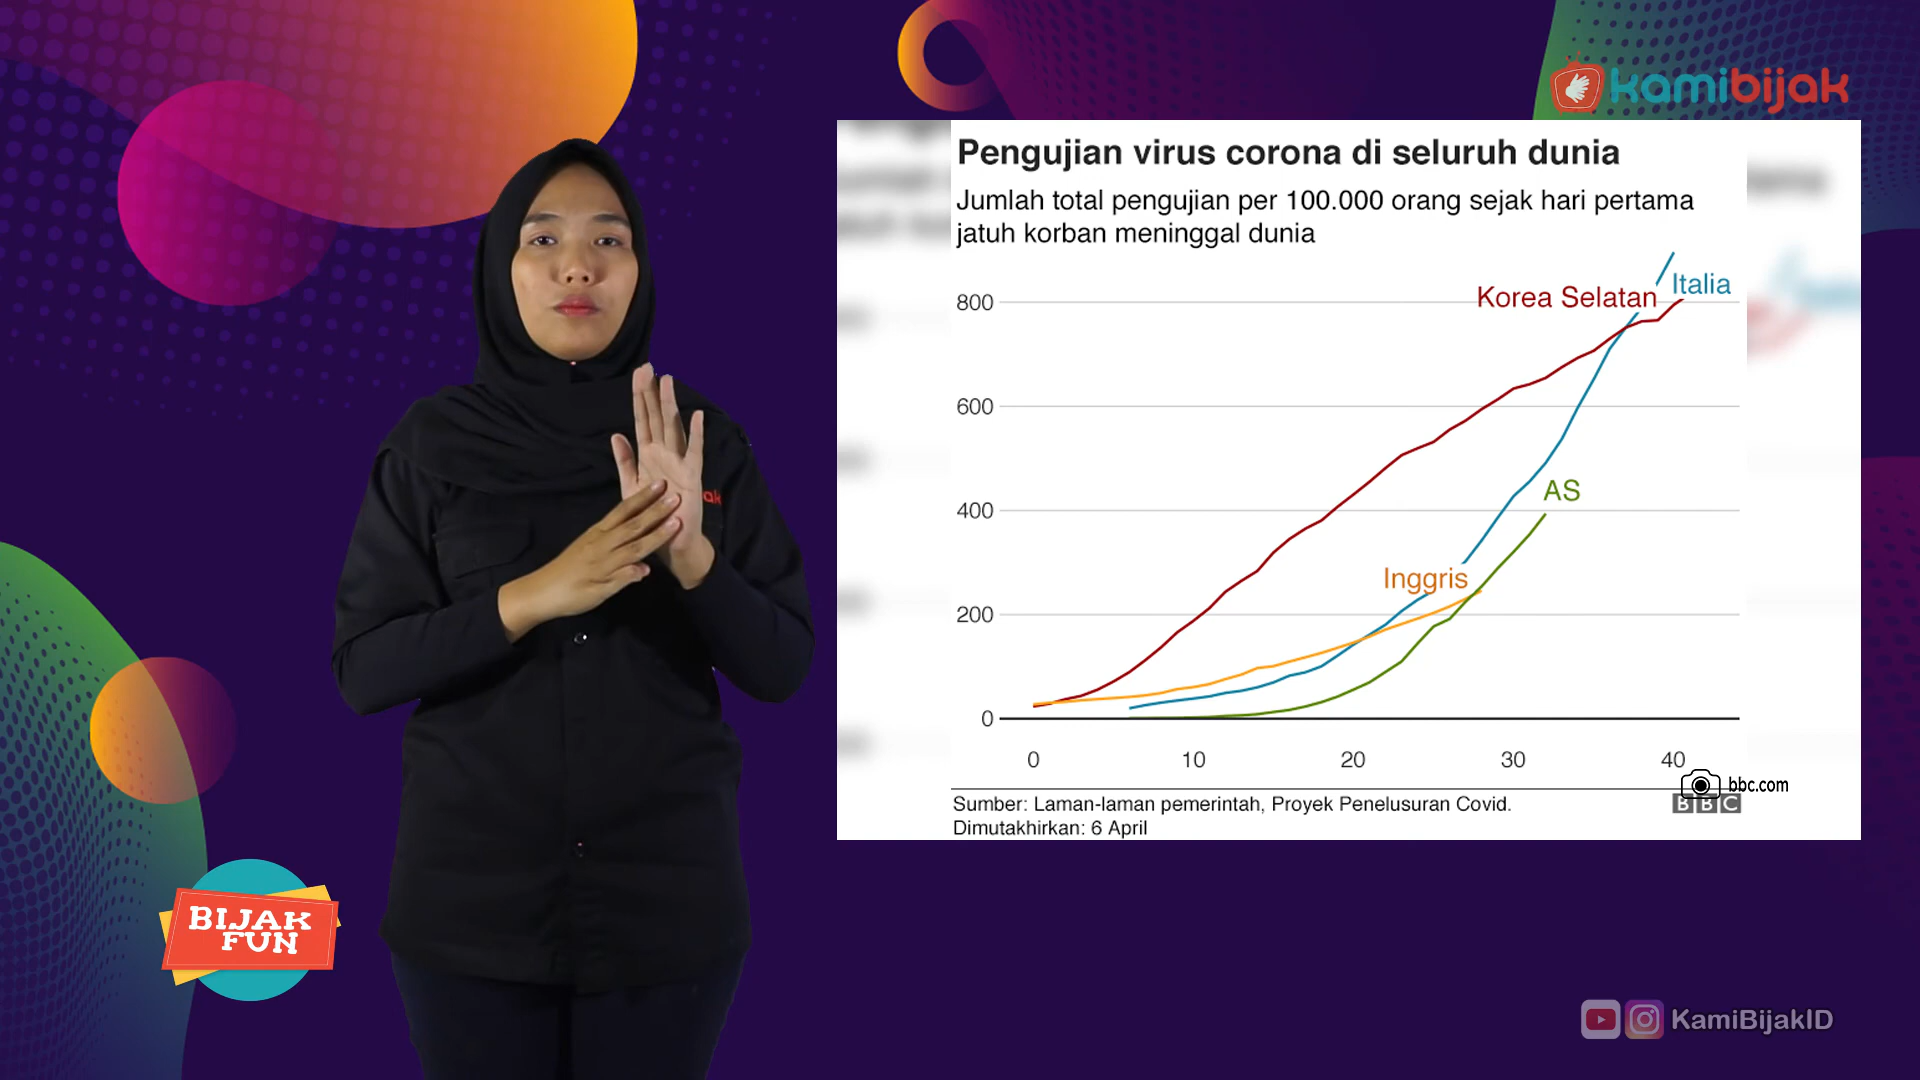 kamibijak
Pengujian virus corona di seluruh dunia
Jumlah total pengujian per 100.000 orang sejak hari pertama
jatuh korban meninggal dunia
Korea Selatan
Italia
800
600
AS
400
Inggris
200
0
0 10 20 30 40
bbc.com
BBC
Sumber: Laman-laman pemerintah, Proyek Penelusuran Covid.
Dimutakhirkan: 6 April
ak
BIJAK
FUN
KamiBijakID